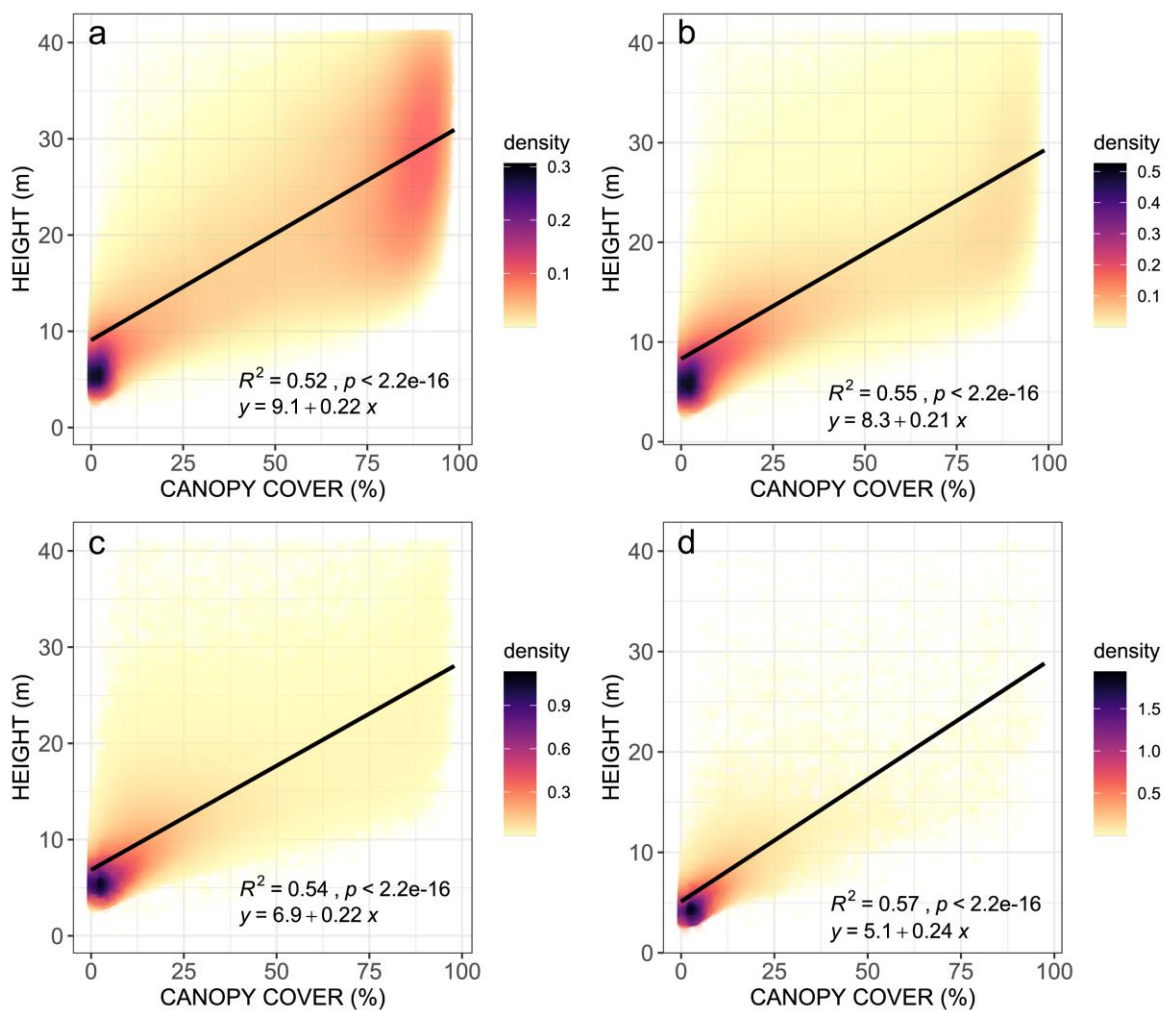 a
40
30
20
10
0
HEIGHT (m)
0 25 50 75 100
CANOPY COVER (%)
R² = 0.52 , p < 2.2e-16
y = 9.1 + 0.22 x
density
0.3
0.2
0.1
b
40
30
20
10
0
HEIGHT (m)
0 25 50 75 100
CANOPY COVER (%)
R² = 0.55 , p < 2.2e-16
y = 8.3 + 0.21 x
density
0.5
0.4
0.3
0.2
0.1
c
40
30
20
10
0
HEIGHT (m)
0 25 50 75 100
CANOPY COVER (%)
R² = 0.54 , p < 2.2e-16
y = 6.9 + 0.22 x
density
0.9
0.6
0.3
d
40
30
20
10
0
HEIGHT (m)
0 25 50 75 100
CANOPY COVER (%)
R² = 0.57 , p < 2.2e-16
y = 5.1 + 0.24 x
density
1.5
1.0
0.5